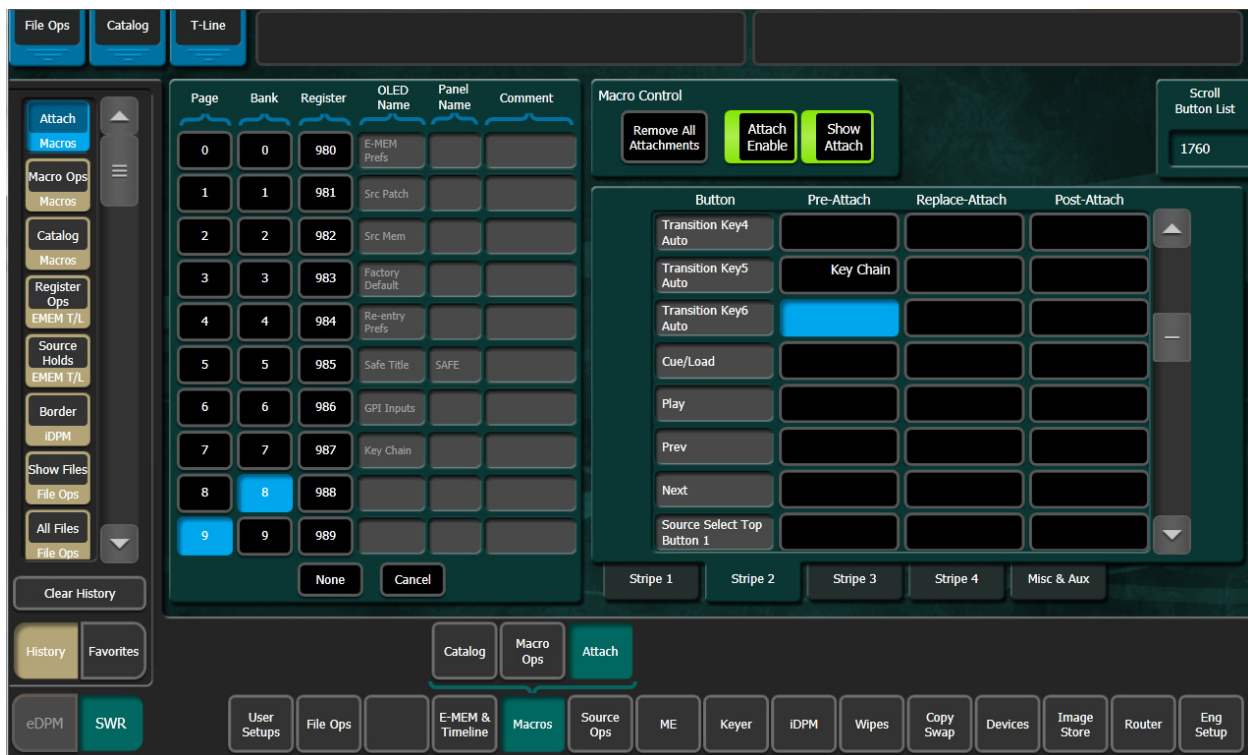 File Ops
Catalog
T-Line
Attach
Macros
Macro Ops
Macros
Catalog
Macros
Register
Ops
EMEM T/L
Source
Holds
EMEM T/L
Border
iDPM
Show Files
File Ops
All Files
File Ops
Clear History
History
Favorites
eDPM
SWR
Page
Bank
Register
OLED
Name
Panel
Name
Comment
0
0
980
E-MEM
Prefs
1
1
981
Src Patch
2
2
982
Src Mem
3
3
983
Factory
Default
4
4
984
Re-entry
Prefs
5
5
985
Safe Title
SAFE
6
6
986
GPI Inputs
7
7
987
Key Chain
8
8
988
9
9
989
None
Cancel
Macro Control
Remove All
Attachments
Attach
Enable
Show
Attach
Scroll
Button List
1760
Button
Pre-Attach
Replace-Attach
Post-Attach
Transition Key4
Auto
Transition Key5
Auto
Key Chain
Transition Key6
Auto
Cue/Load
Play
Prev
Next
Source Select Top
Button 1
Stripe 1
Stripe 2
Stripe 3
Stripe 4
Misc & Aux
Catalog
Macro
Ops
Attach
User
Setups
File Ops
E-MEM &
Timeline
Macros
Source
Ops
ME
Keyer
iDPM
Wipes
Copy
Swap
Devices
Image
Store
Router
Eng
Setup